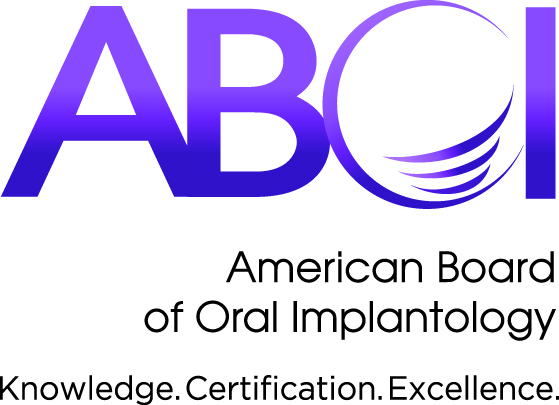 ABOI
American Board
of Oral Implantology
Knowledge. Certification. Excellence.